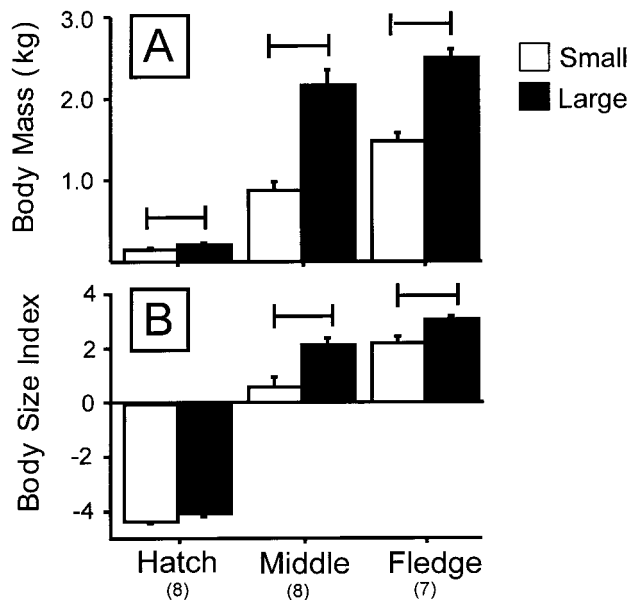 3.0
A
2.0
1.0
Body Mass (kg)
Small
Large
4
B
2
0
-2
-4
Body Size Index
Hatch Middle Fledge
(8) (8) (7)